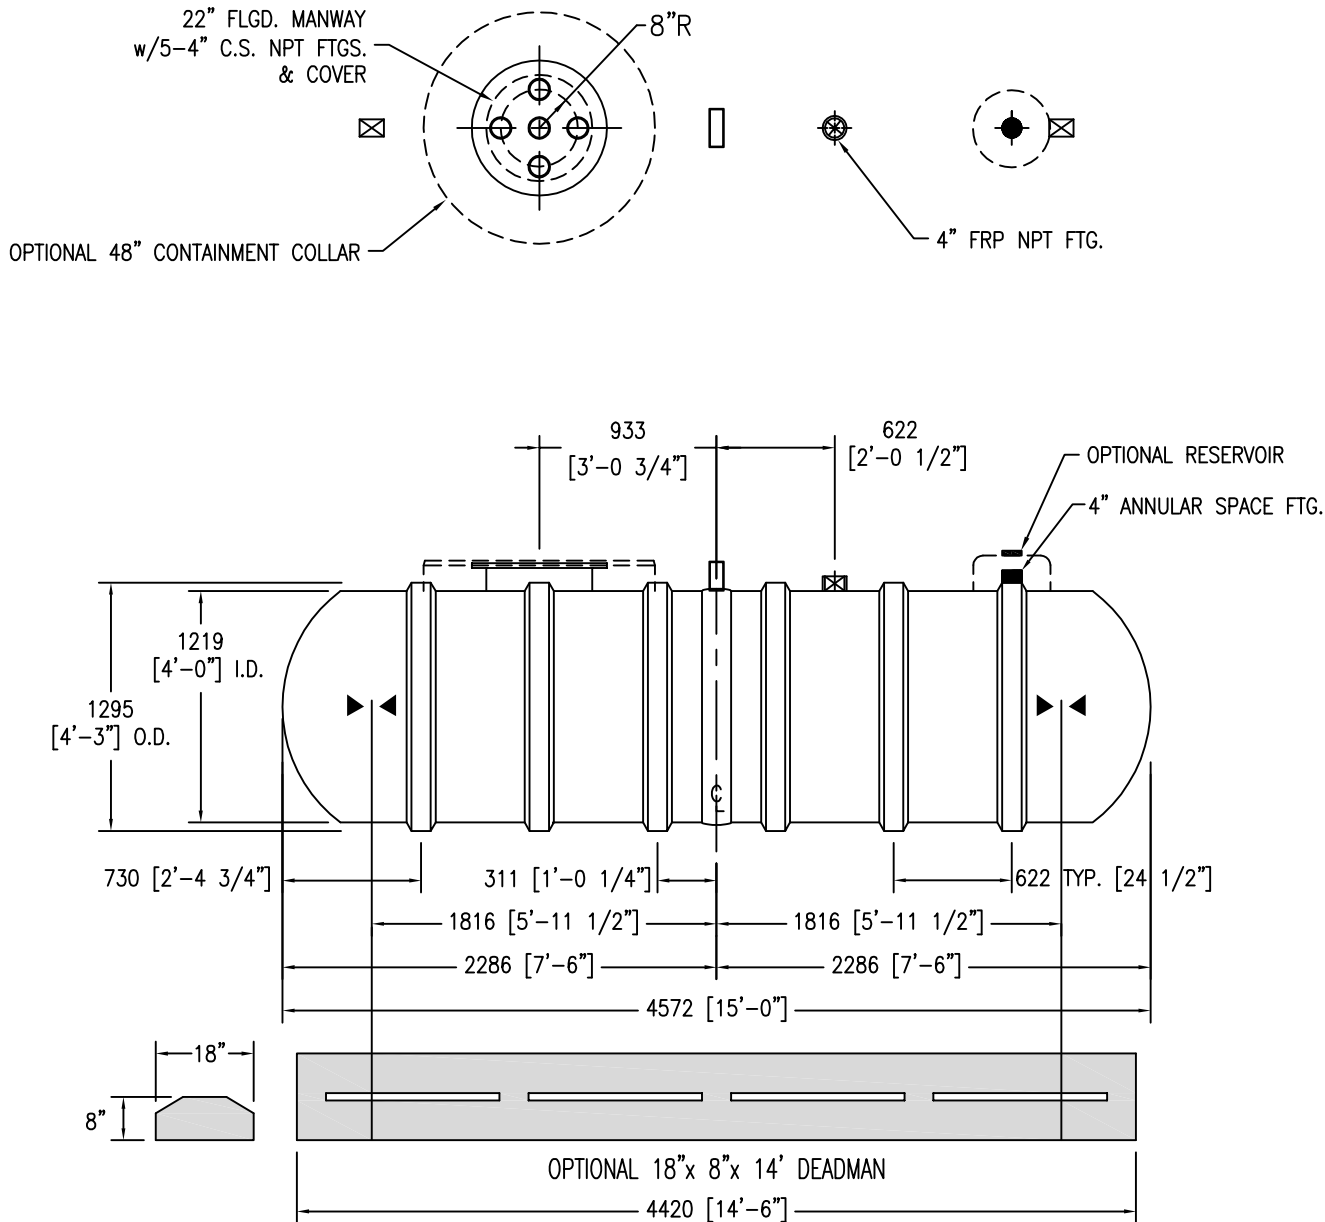 22” FLGD. MANWAY
w/5-4” C.S. NPT FTGS.
& COVER
8”R
OPTIONAL 48” CONTAINMENT COLLAR
4” FRP NPT FTG.
933
[3’-0 3/4”]
622
[2’-0 1/2”]
OPTIONAL RESERVOIR
4” ANNULAR SPACE FTG.
1219
[4’-0”] I.D.
1295
[4’-3”] O.D.
CL
730 [2’-4 3/4”]
311 [1’-0 1/4”]
622 TYP. [24 1/2”]
1816 [5’-11 1/2”]
1816 [5’-11 1/2”]
2286 [7’-6”]
2286 [7’-6”]
4572 [15’-0”]
18”
8”
OPTIONAL 18”x 8”x 14’ DEADMAN
4420 [14’-6”]